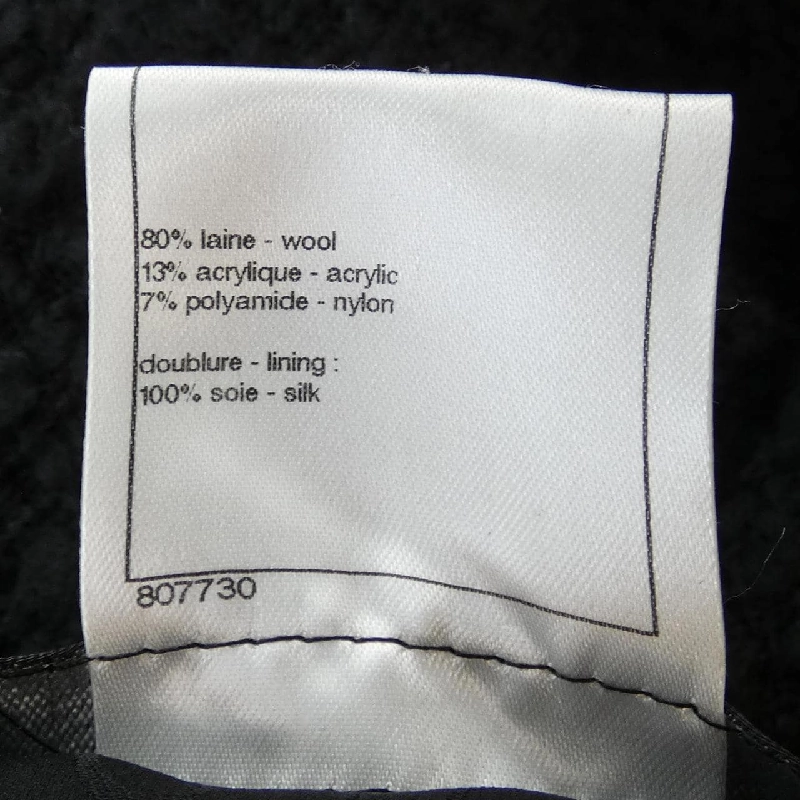 80% laine - wool
13% acrylique - acrylic
7% polyamide - nylon
doublure - lining :
100% soie - silk
807730